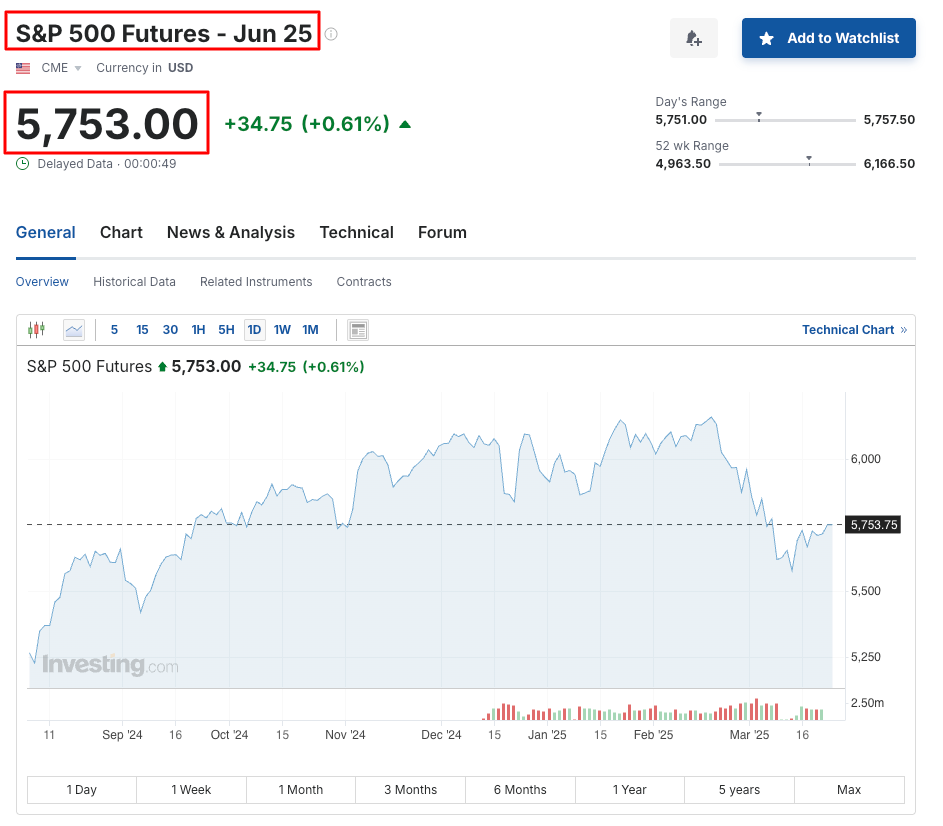 S&P 500 Futures - Jun 25
Add to Watchlist
CME Currency in USD
5,753.00 +34.75 (+0.61%)
Delayed Data · 00:00:49
Day's Range
5,751.00 5,757.50
52 wk Range
4,963.50 6,166.50
General Chart News & Analysis Technical Forum
Overview Historical Data Related Instruments Contracts
5 15 30 1H 5H 1D 1W 1M Technical Chart »
S&P 500 Futures 5,753.00 +34.75 (+0.61%)
6,000
5,753.75
5,500
5,250
Investing.com
2.50m
11 Sep '24 16 Oct '24 15 Nov '24 Dec '24 15 Jan '25 15 Feb '25 Mar '25 16
1 Day 1 Week 1 Month 3 Months 6 Months 1 Year 5 years Max